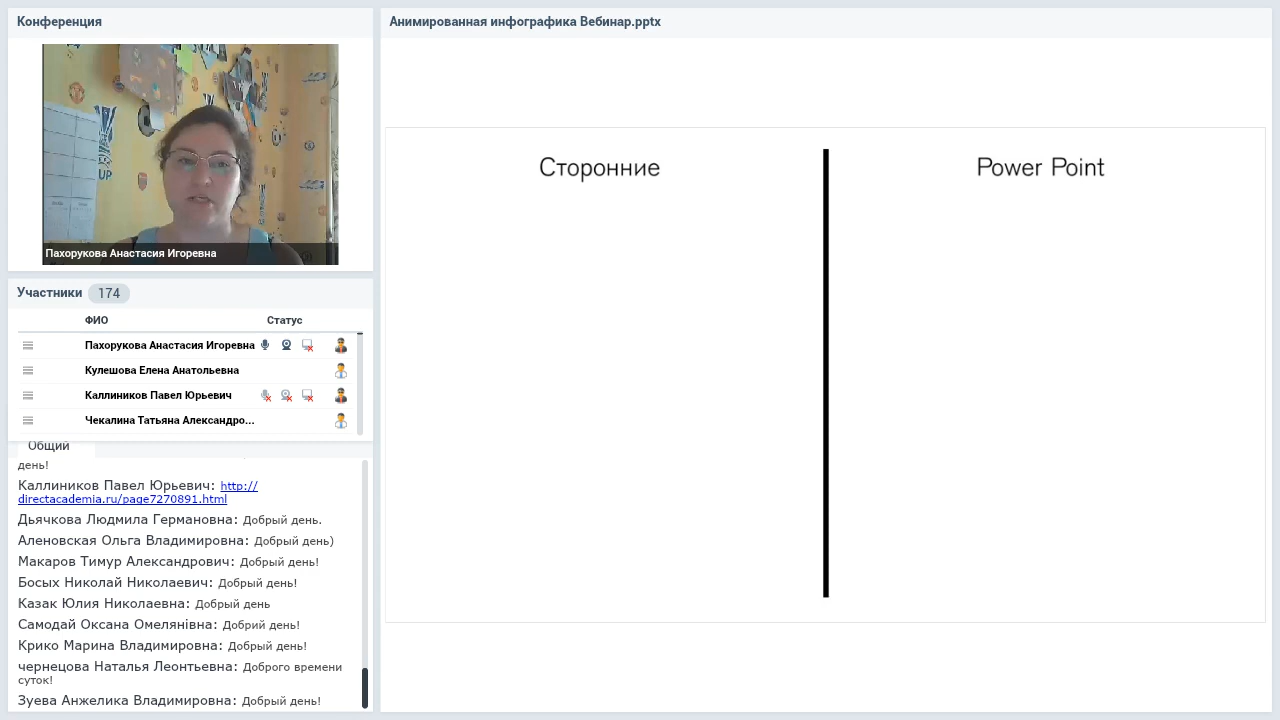 Конференция
UP
Пахорукова Анастасия Игоревна
Участники 174
ФИО Статус
Пахорукова Анастасия Игоревна
Кулешова Елена Анатольевна
Каллиников Павел Юрьевич
Чекалина Татьяна Александро...
Общий
день!
Каллиников Павел Юрьевич: http://
directacademia.ru/page7270891.html
Дьячкова Людмила Германовна: Добрый день.
Аленовская Ольга Владимировна: Добрый день)
Макаров Тимур Александрович: Добрый день!
Босых Николай Николаевич: Добрый день!
Казак Юлия Николаевна: Добрый день
Самодай Оксана Омелянівна: Добрий день!
Крико Марина Владимировна: Добрый день!
чернецова Наталья Леонтьевна: Доброго времени
суток!
Зуева Анжелика Владимировна: Добрый день!
Анимированная инфографика Вебинар.pptx
Сторонние
Power Point